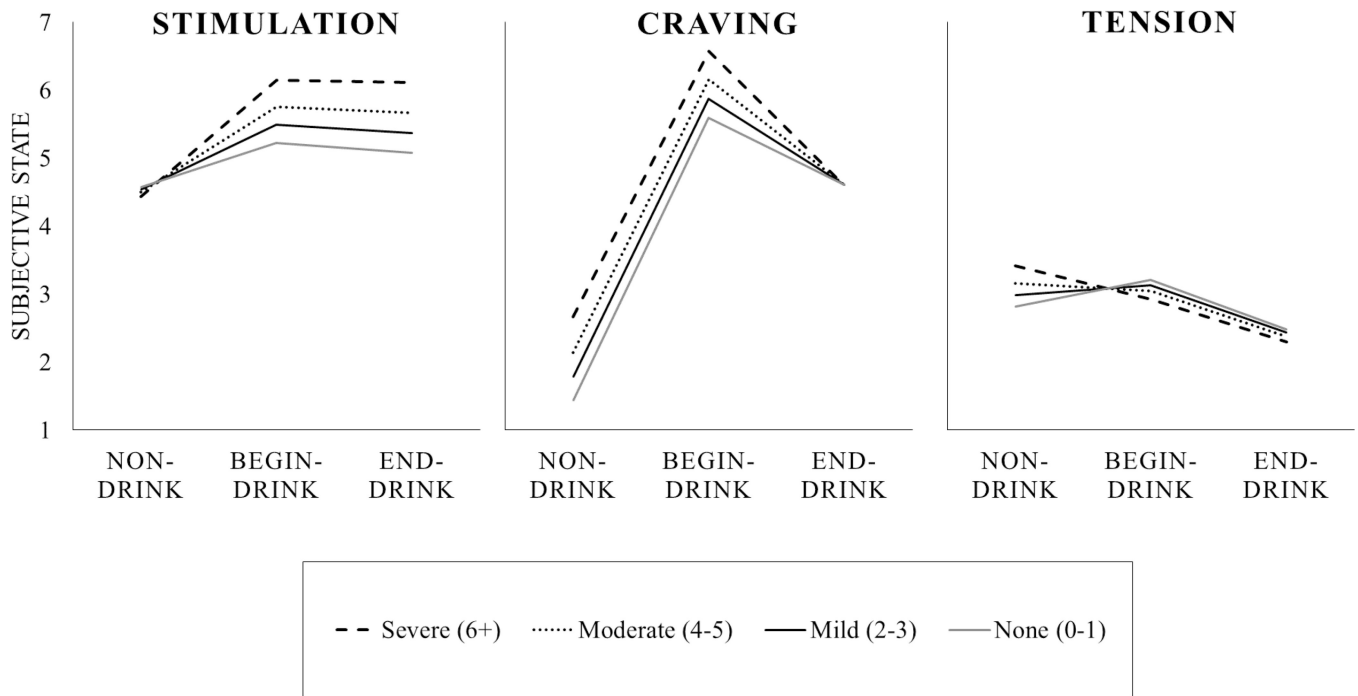 STIMULATION
CRAVING
TENSION
SUBJECTIVE STATE
7
6
5
4
3
2
1
NON-
DRINK
BEGIN-
DRINK
END-
DRINK
NON-
DRINK
BEGIN-
DRINK
END-
DRINK
NON-
DRINK
BEGIN-
DRINK
END-
DRINK
Severe (6+)
Moderate (4-5)
Mild (2-3)
None (0-1)